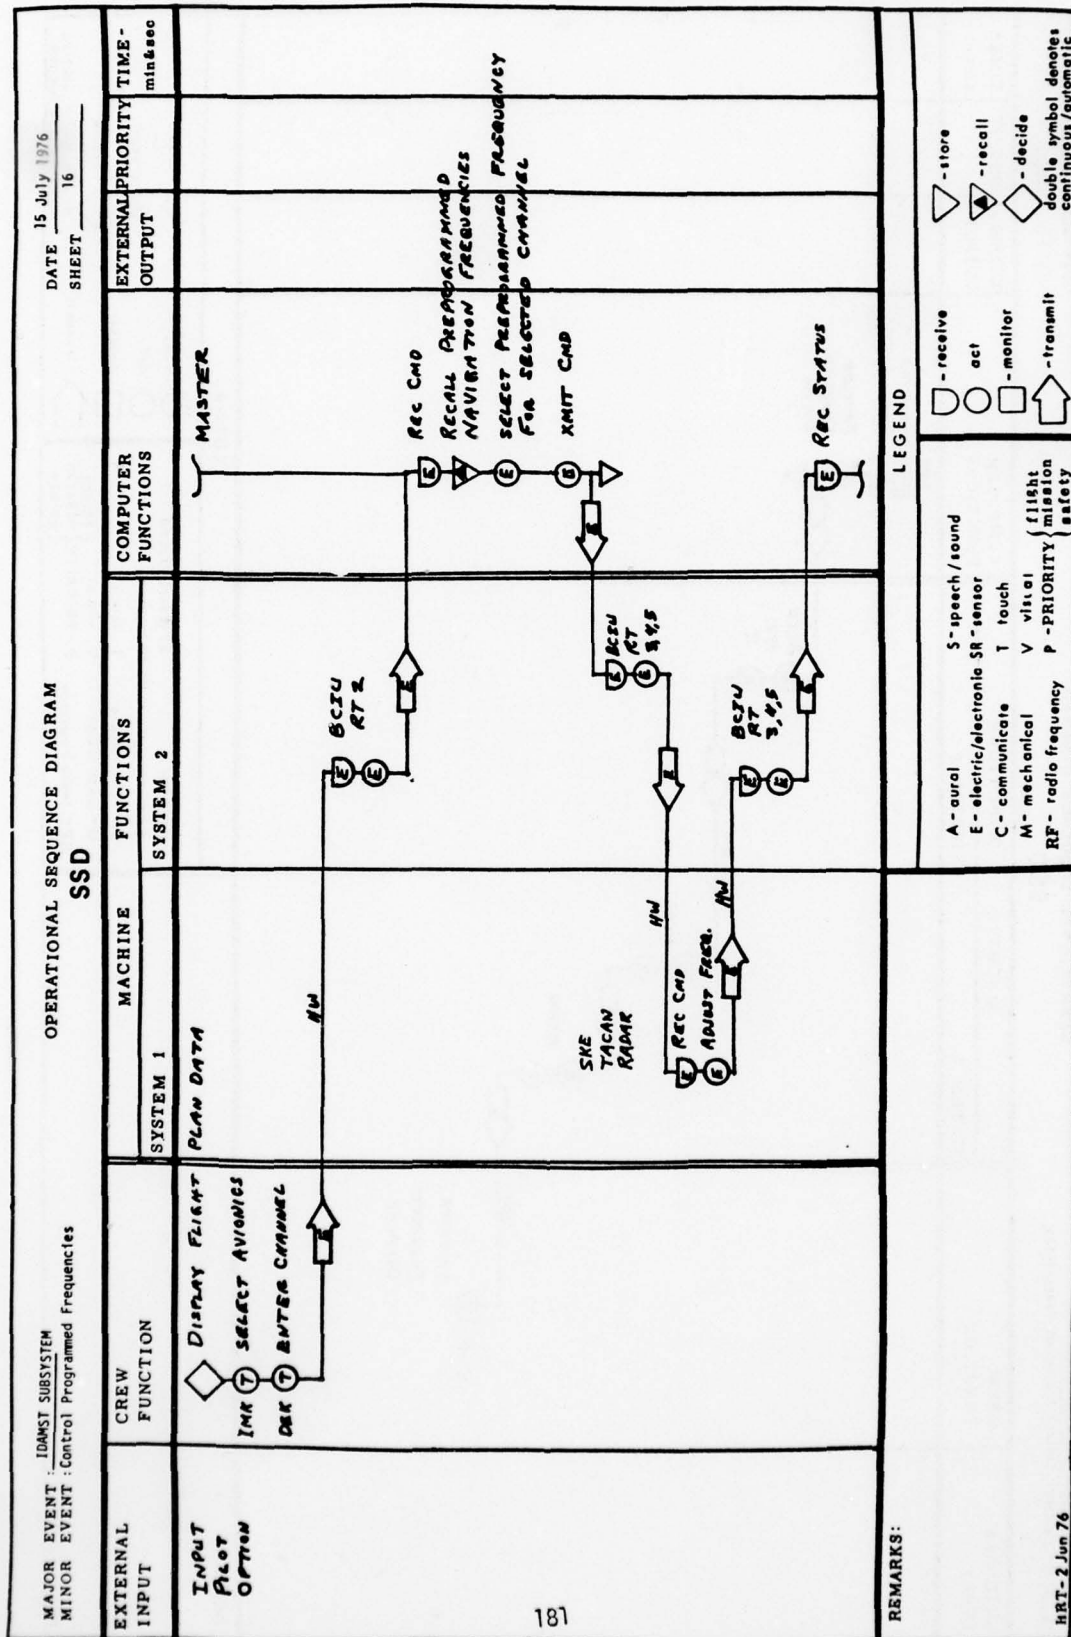 OPERATIONAL SEQUENCE DIAGRAM
SSD
MAJOR EVENT : IDAMST SUBSYSTEM
MINOR EVENT : Control Programmed Frequencies
DATE 15 July 1976
SHEET 16
EXTERNAL INPUT
CREW FUNCTION
MACHINE FUNCTIONS
SYSTEM 1
SYSTEM 2
COMPUTER FUNCTIONS
EXTERNAL OUTPUT
PRIORITY
TIME - min&sec
INPUT
PILOT
OPTION
DISPLAY FLIGHT PLAN DATA
IMK T SELECT AVIONICS
DEK T ENTER CHANNEL
E
HW
E
E
BCIU
RT 2
E
MASTER
E REC CMD
RECALL PREPROGRAMMED
NAVIGATION FREQUENCIES
E SELECT PREPROGRAMMED FREQUENCY
FOR SELECTED CHANNEL
E XMIT CMD
E
E
E
BCIU
RT
3,4,5
E
HW
SKE
TACAN
RADAR
E REC CMD
E ADJUST FREQ.
E
HW
E
E
BCIU
RT
3,4,5
E
E REC STATUS
REMARKS:
LEGEND
A - aural
S - speech / sound
E - electric/electronic
SR - sensor
C - communicate
T touch
M - mechanical
V visual
RF - radio frequency
P - PRIORITY { flight
mission
safety
- receive
act
- monitor
- transmit
- store
- recall
- decide
double symbol denotes
continuous/automatic
HRT-2 Jun 76
181